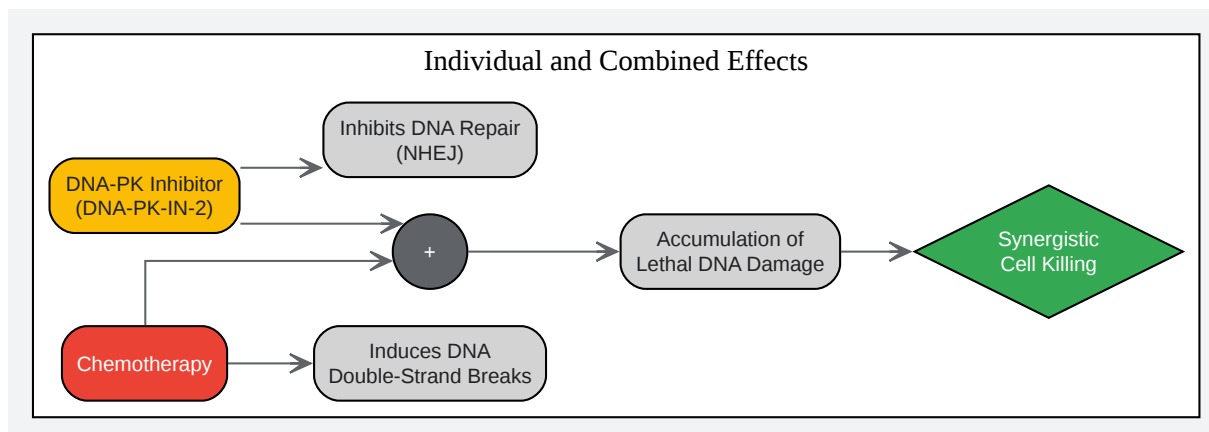 Individual and Combined Effects
Inhibits DNA Repair
(NHEJ)
DNA-PK Inhibitor
(DNA-PK-IN-2)
+
Accumulation of
Lethal DNA Damage
Synergistic
Cell Killing
Chemotherapy
Induces DNA
Double-Strand Breaks